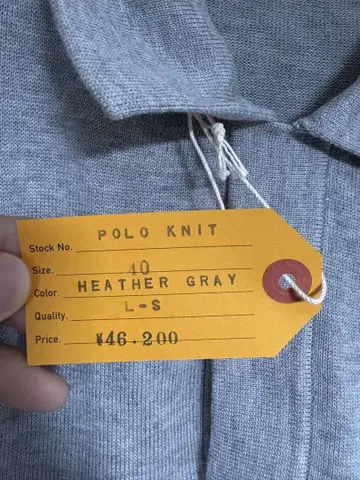 POLO KNIT
Stock No.
Size. 40
Color. HEATHER GRAY
Quality. L-S
Price. ¥46.200